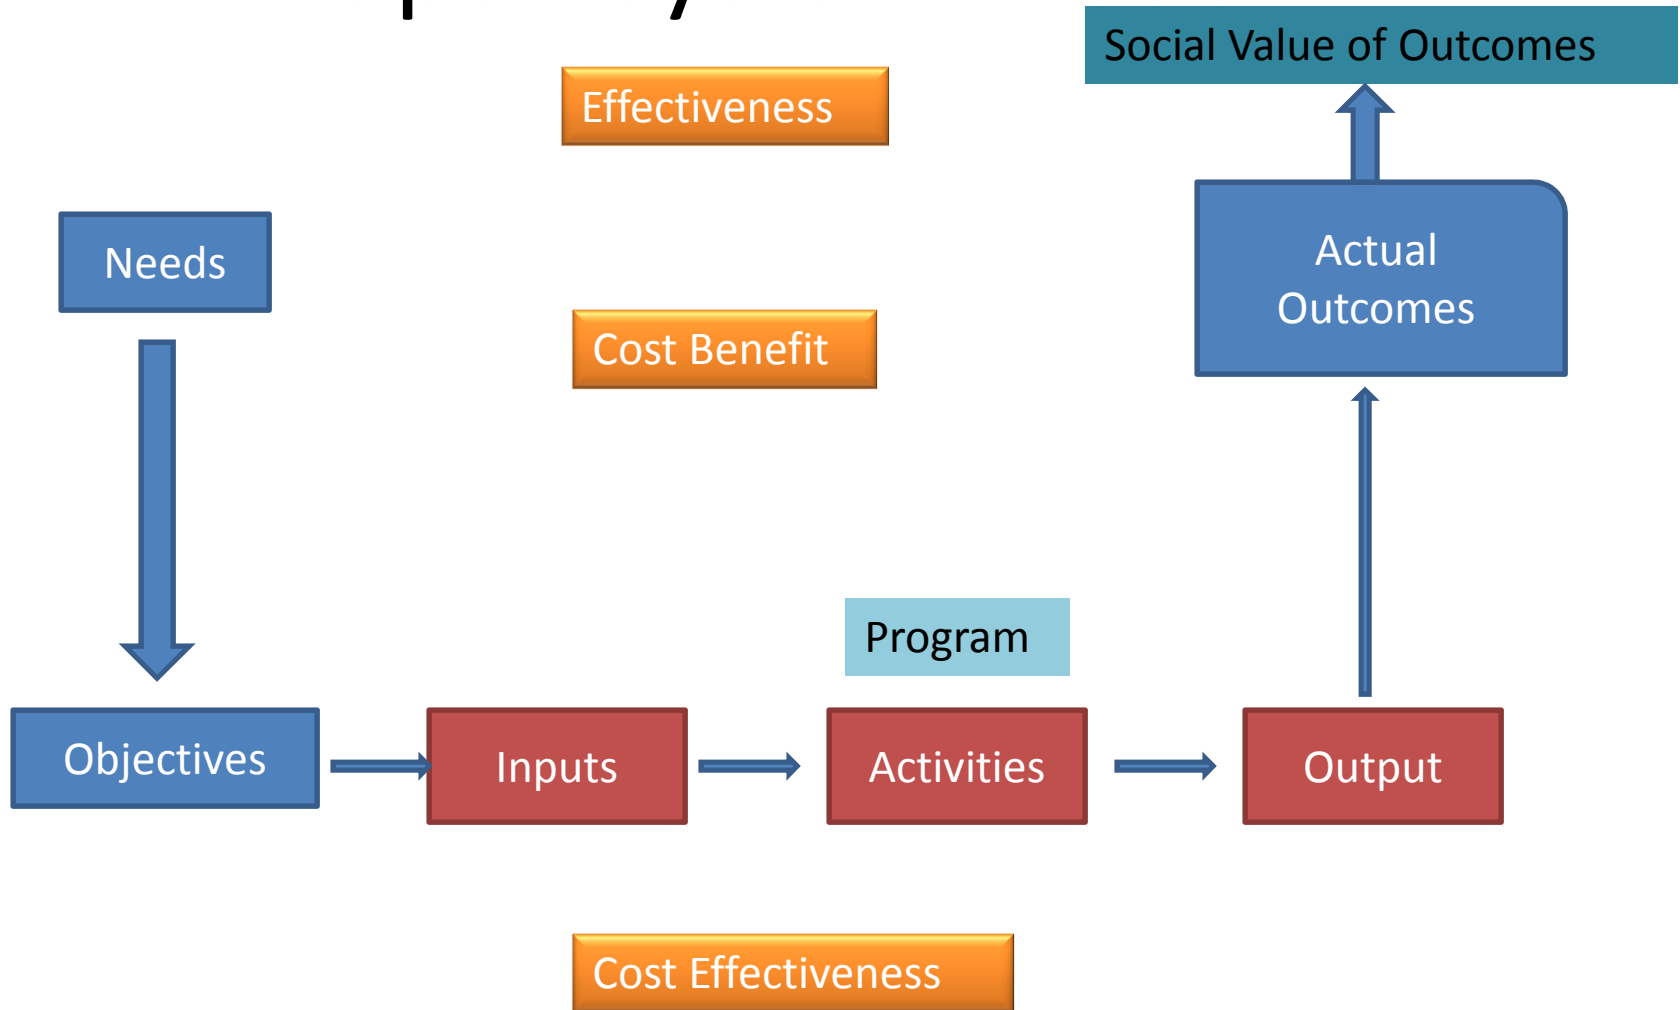 Social Value of Outcomes
Effectiveness
Needs
Actual
Outcomes
Cost Benefit
Program
Objectives
Inputs
Activities
Output
Cost Effectiveness